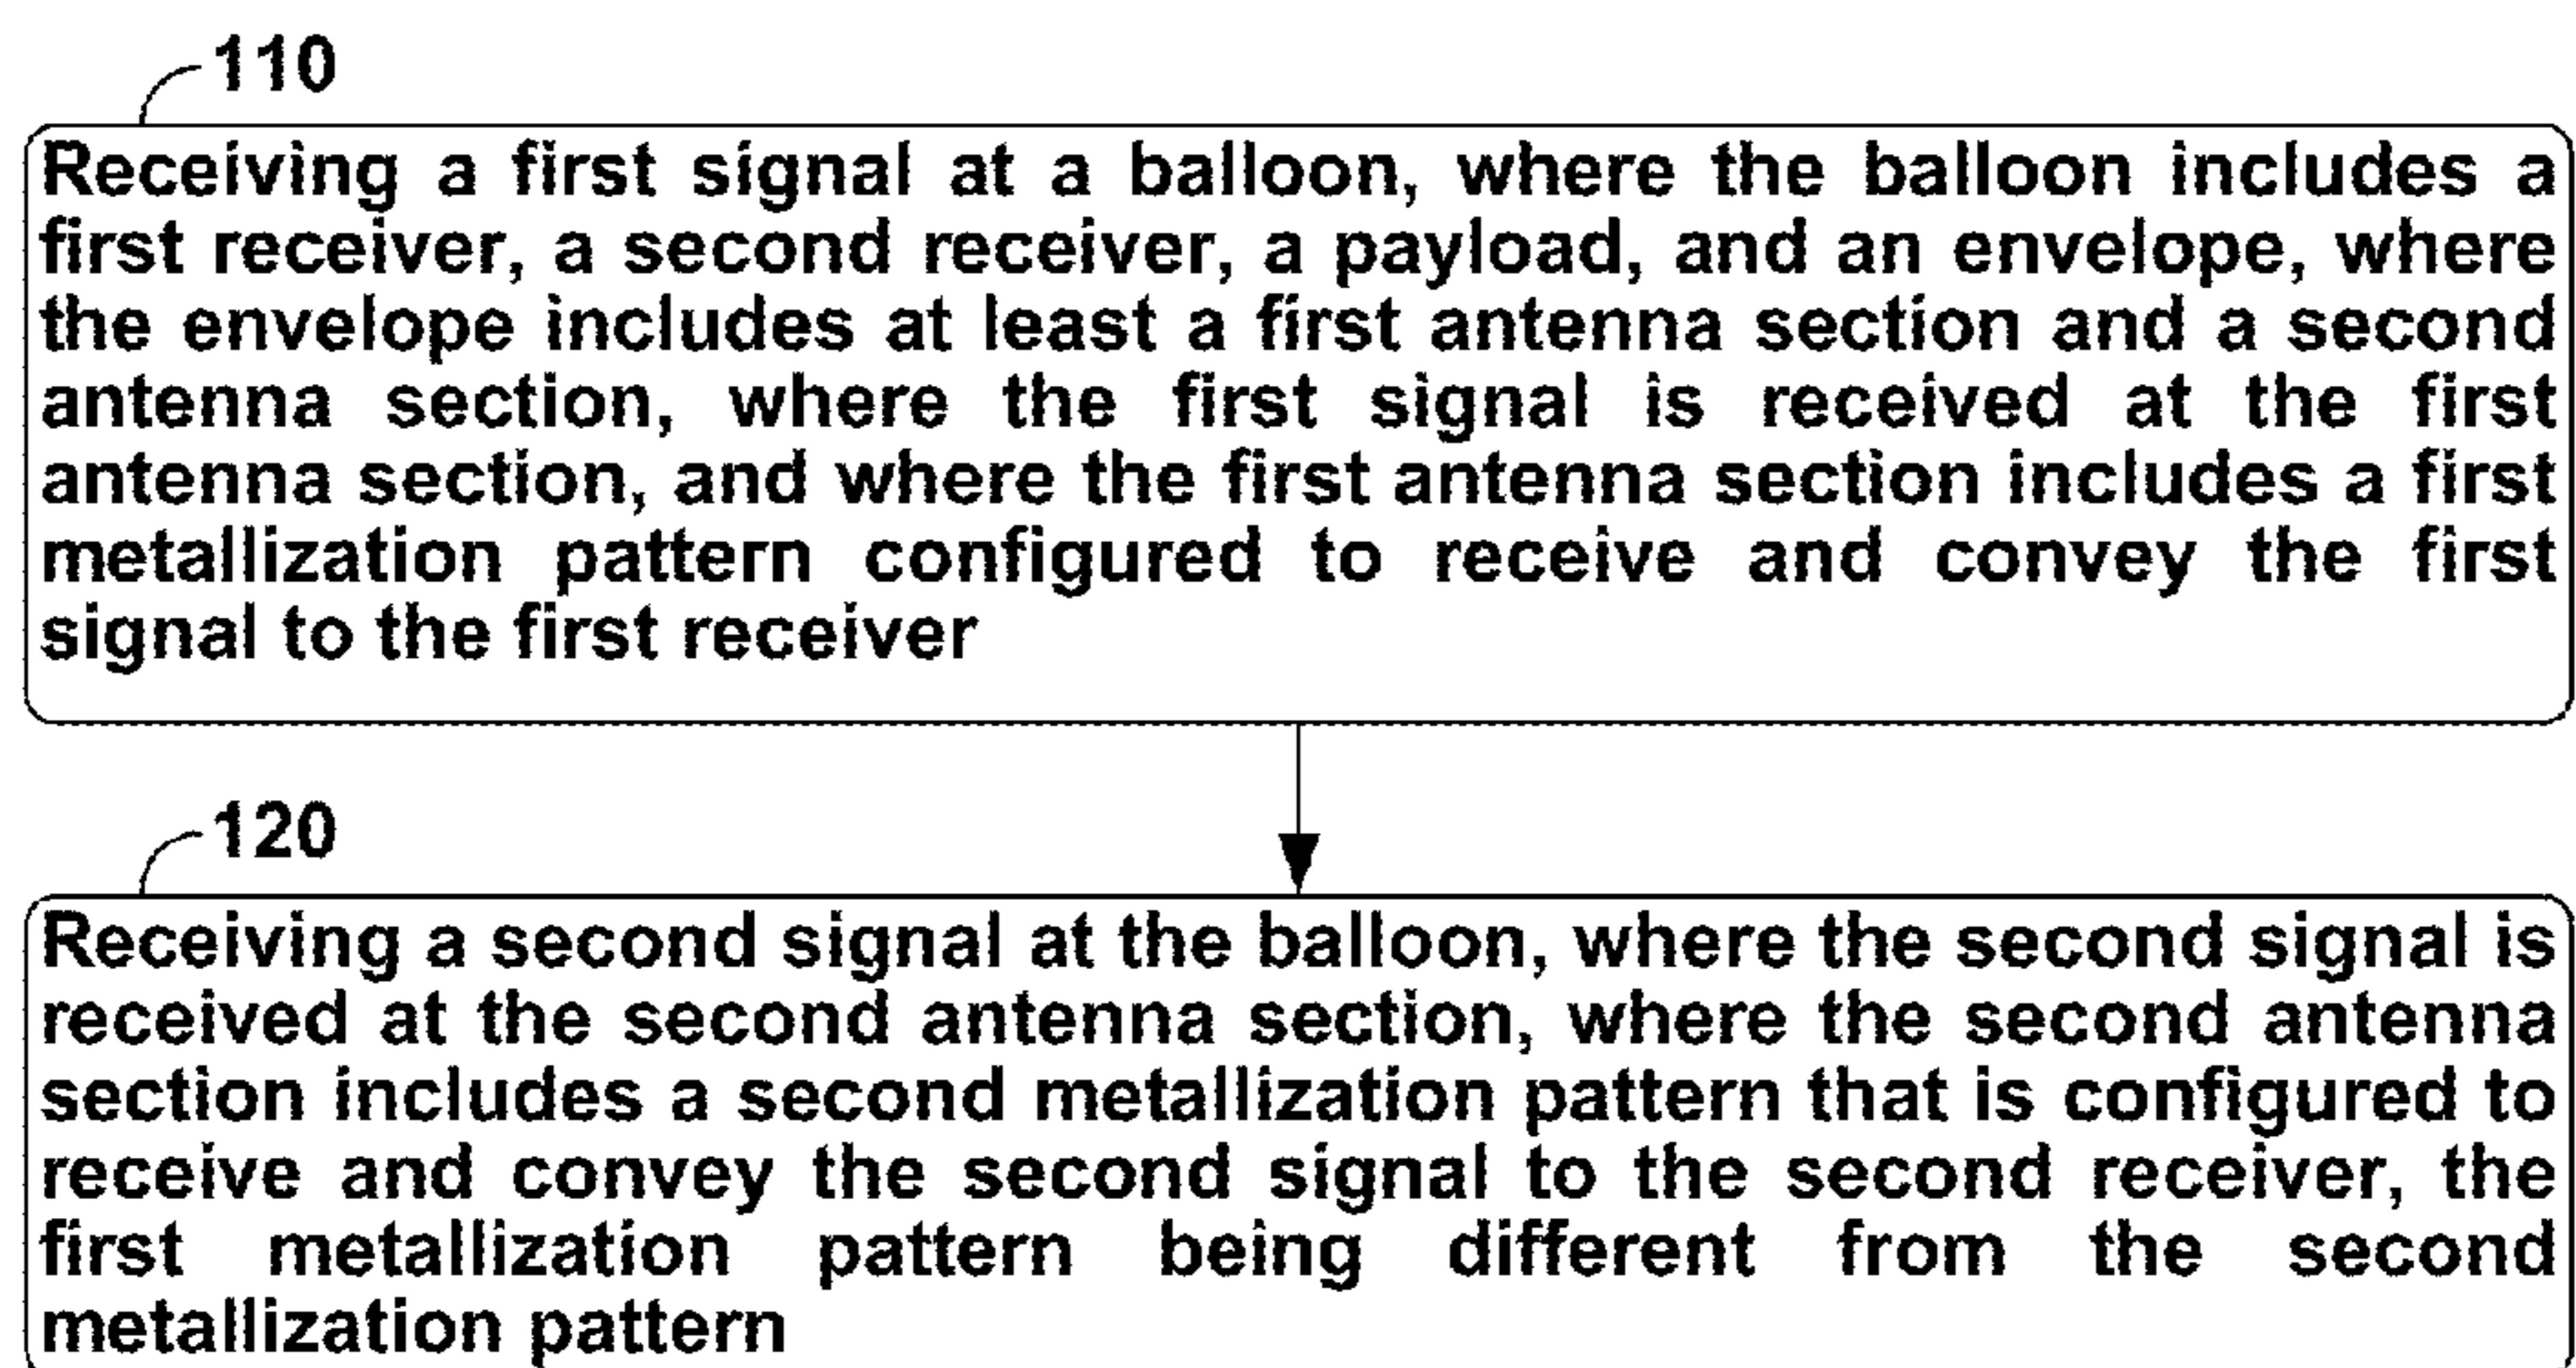 110
Receiving a first signal at a balloon, where the balloon includes a
first receiver, a second receiver, a payload, and an envelope, where
the envelope includes at least a first antenna section and a second
antenna section, where the first signal is received at the first
antenna section, and where the first antenna section includes a first
metallization pattern configured to receive and convey the first
signal to the first receiver
120
Receiving a second signal at the balloon, where the second signal is
received at the second antenna section, where the second antenna
section includes a second metallization pattern that is configured to
receive and convey the second signal to the second receiver, the
first metallization pattern being different from the second
metallization pattern